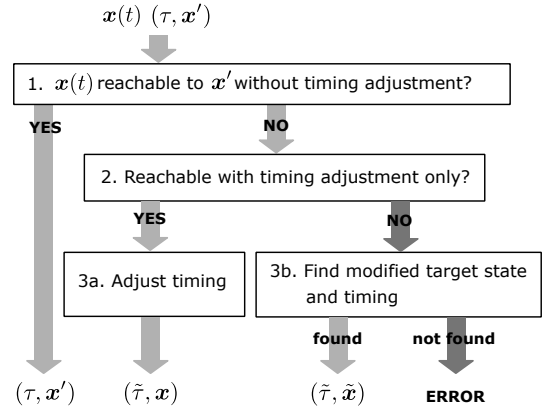 x(t) (τ, x′)
1. x(t) reachable to x′ without timing adjustment?
YES
NO
2. Reachable with timing adjustment only?
YES
NO
3a. Adjust timing
3b. Find modified target state
and timing
found
not found
(τ, x′)
(τ̃, x)
(τ̃, x̃)
ERROR